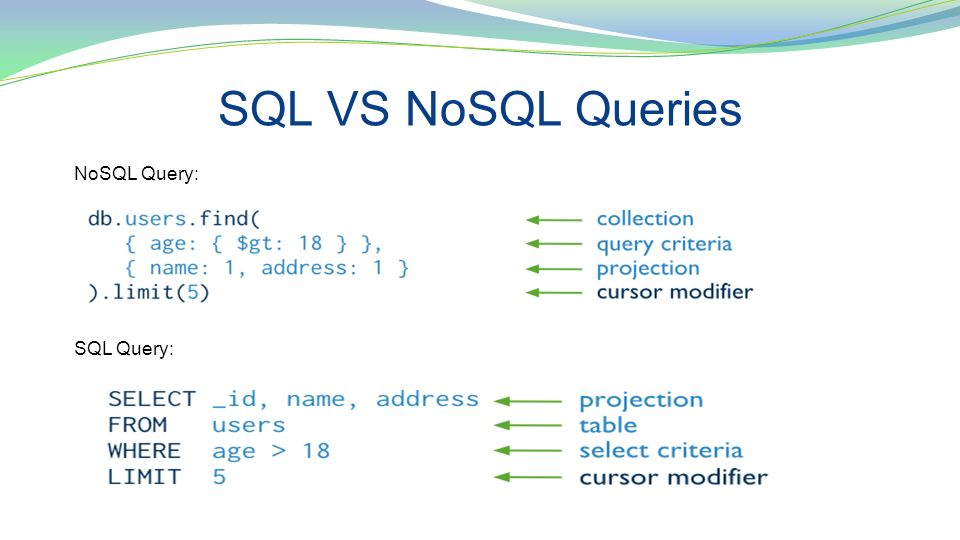 SQL VS NoSQL Queries
NoSQL Query:
db.users.find( collection
{ age: { $gt: 18 } }, query criteria
{ name: 1, address: 1 } projection
).limit(5) cursor modifier
SQL Query:
SELECT _id, name, address projection
FROM users table
WHERE age > 18 select criteria
LIMIT 5 cursor modifier